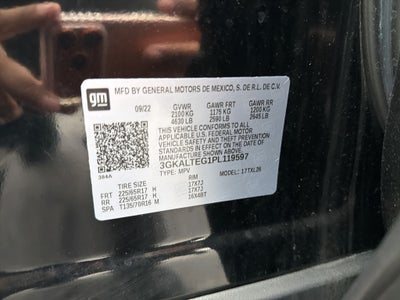 gm
MFD BY GENERAL MOTORS DE MEXICO, S. DE R.L. DE C.V.
09/22 GVWR GAWR FRT GAWR RR
2100 KG 1175 KG 1200 KG
4630 LB 2590 LB 2645 LB
THIS VEHICLE CONFORMS TO ALL
APPLICABLE U.S. FEDERAL MOTOR
VEHICLE SAFETY AND THEFT PREVENTION
STANDARDS IN EFFECT ON THE DATE OF
MANUFACTURE SHOWN ABOVE.
3GKALTEG1PL119597
TYPE: MPV MODEL: 17TXL26
384A
TIRE SIZE RIM
FRT 225/65R17 H 17X7J
RR 225/65R17 H 17X7J
SPA T135/70R16 M 16X4BT